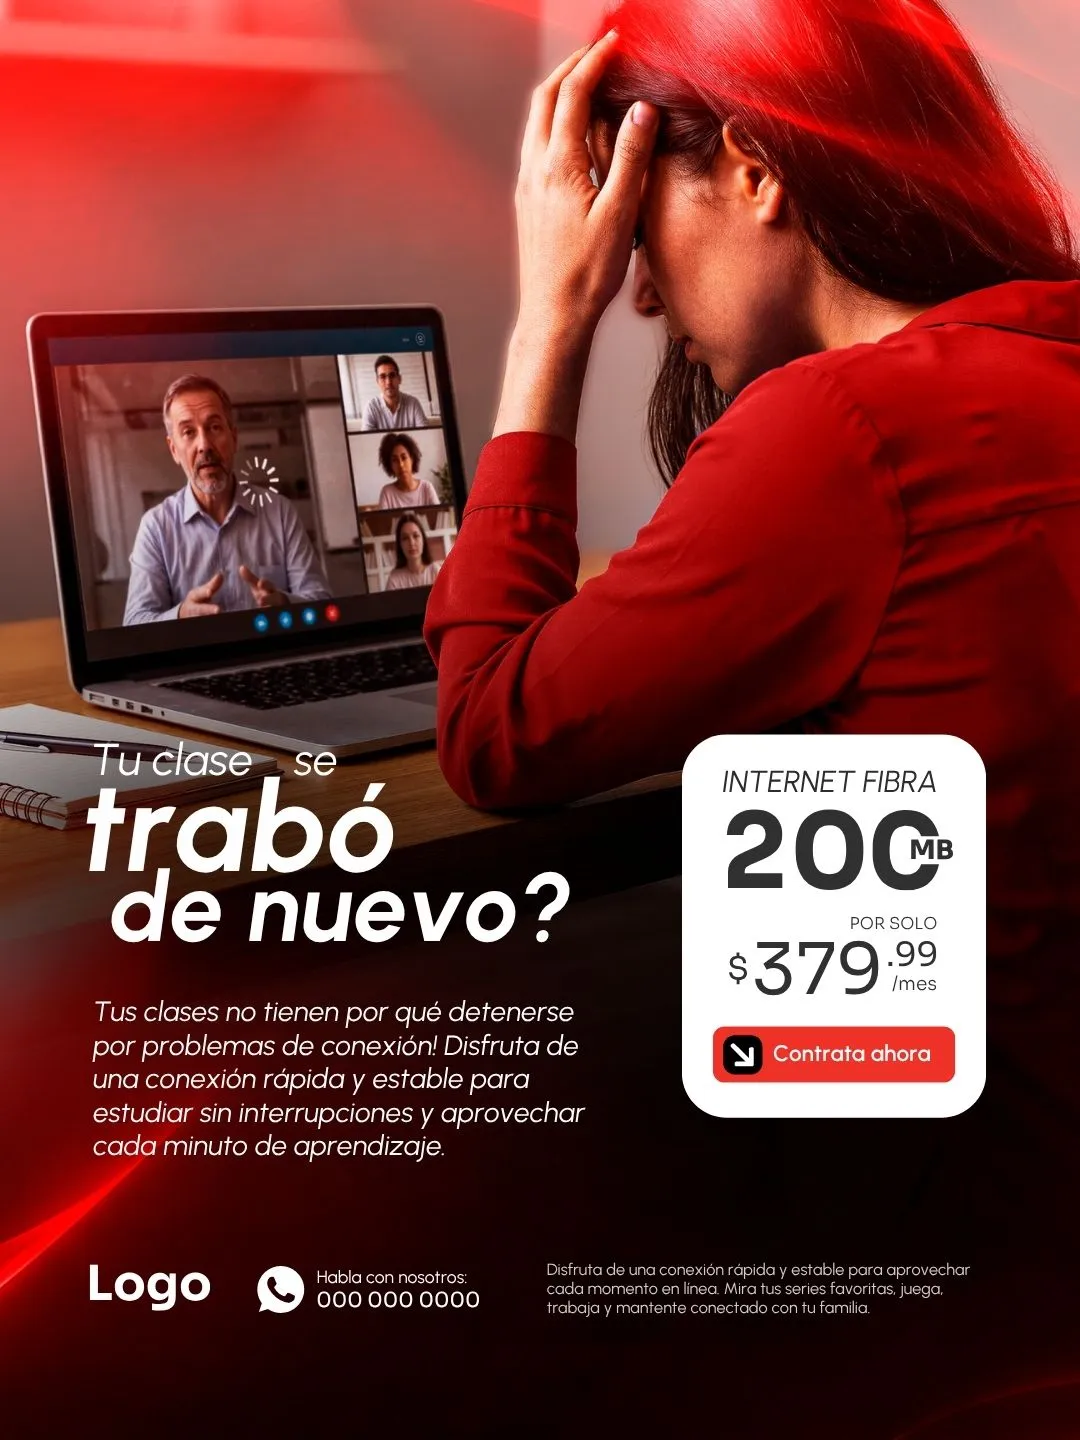 Tu clase se
trabó
de nuevo?
Tus clases no tienen por qué detenerse
por problemas de conexión! Disfruta de
una conexión rápida y estable para
estudiar sin interrupciones y aprovechar
cada minuto de aprendizaje.
INTERNET FIBRA
200 MB
POR SOLO
$379.99
/mes
Contrata ahora
Logo
Habla con nosotros:
000 000 0000
Disfruta de una conexión rápida y estable para aprovechar
cada momento en línea. Mira tus series favoritas, juega,
trabaja y mantente conectado con tu familia.